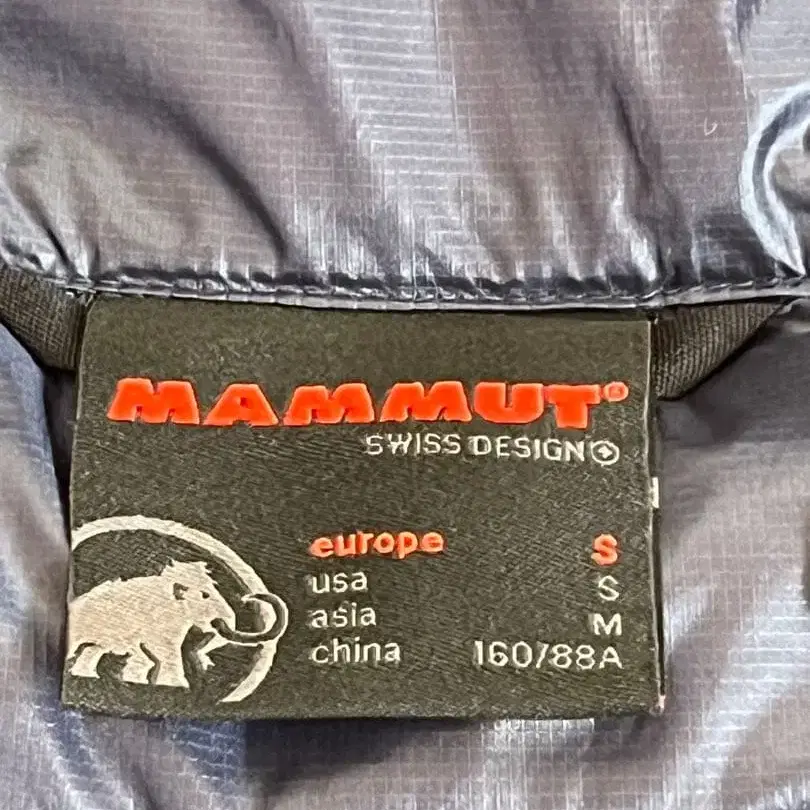 MAMMUT®
SWISS DESIGN
europe S
usa S
asia M
china 160/88A